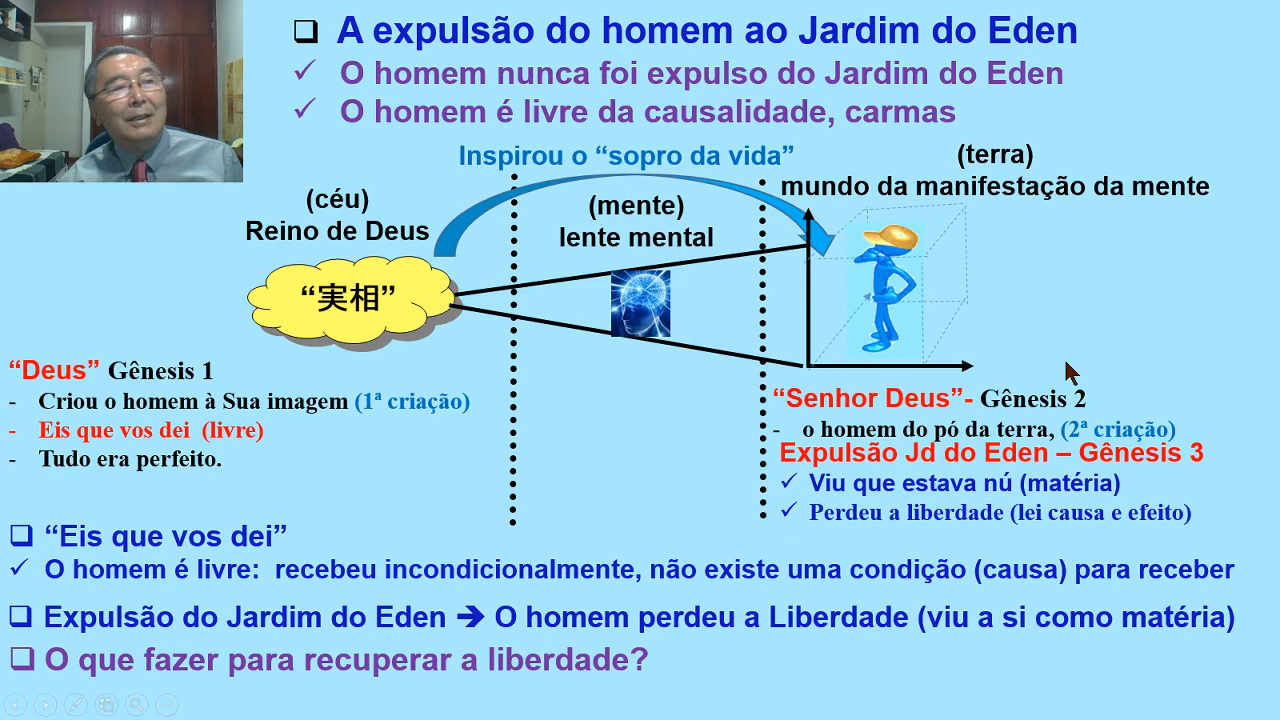 ❑ A expulsão do homem ao Jardim do Eden
✓ O homem nunca foi expulso do Jardim do Eden
✓ O homem é livre da causalidade, carmas
Inspirou o “sopro da vida”
(céu)
Reino de Deus
“実相”
(mente)
lente mental
(terra)
mundo da manifestação da mente
“Deus” Gênesis 1
- Criou o homem à Sua imagem (1ª criação)
- Eis que vos dei (livre)
- Tudo era perfeito.
“Senhor Deus”- Gênesis 2
- o homem do pó da terra, (2ª criação)
Expulsão Jd do Eden – Gênesis 3
✓ Viu que estava nú (matéria)
✓ Perdeu a liberdade (lei causa e efeito)
❑ “Eis que vos dei”
✓ O homem é livre: recebeu incondicionalmente, não existe uma condição (causa) para receber
❑ Expulsão do Jardim do Eden ➔ O homem perdeu a Liberdade (viu a si como matéria)
❑ O que fazer para recuperar a liberdade?